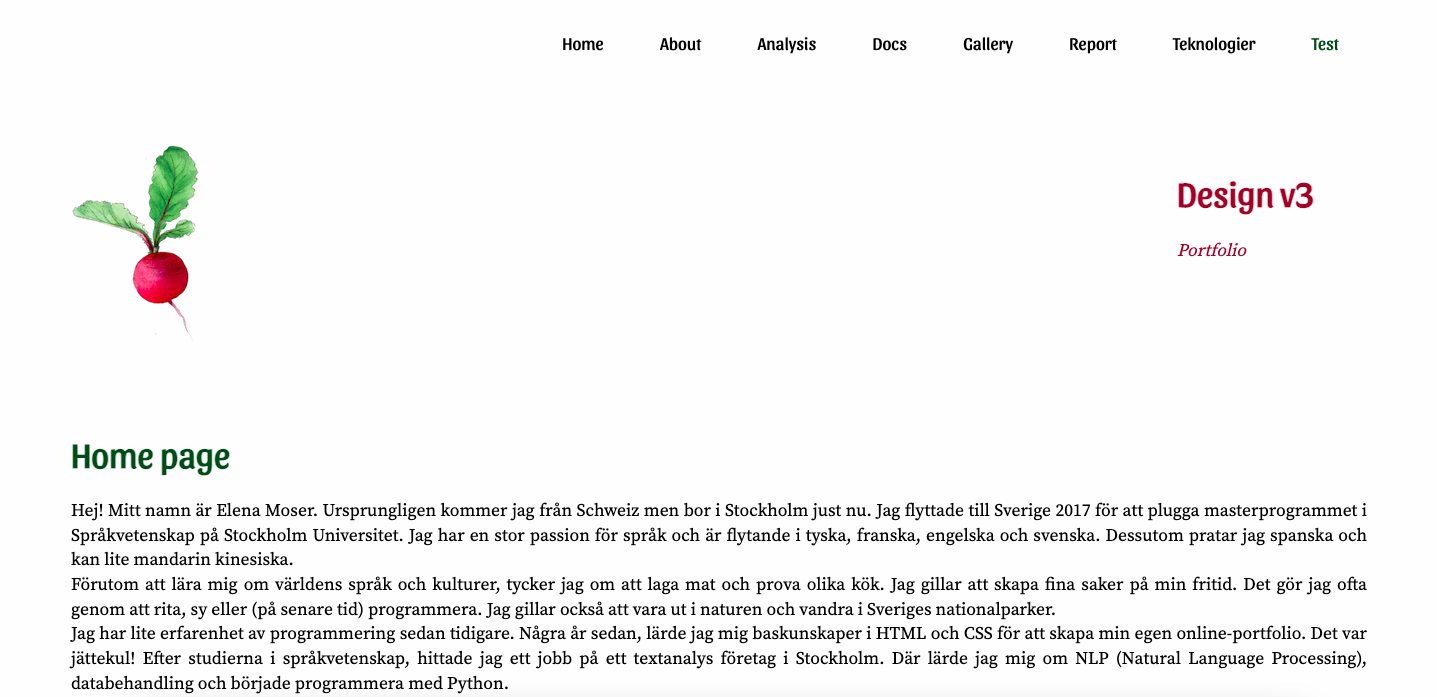 Home About Analysis Docs Gallery Report Teknologier Test
Design v3
Portfolio
Home page
Hej! Mitt namn är Elena Moser. Ursprungligen kommer jag från Schweiz men bor i Stockholm just nu. Jag flyttade till Sverige 2017 för att plugga masterprogrammet i
Språkvetenskap på Stockholm Universitet. Jag har en stor passion för språk och är flytande i tyska, franska, engelska och svenska. Dessutom pratar jag spanska och
kan lite mandarin kinesiska.
Förutom att lära mig om världens språk och kulturer, tycker jag om att laga mat och prova olika kök. Jag gillar att skapa fina saker på min fritid. Det gör jag ofta
genom att rita, sy eller (på senare tid) programmera. Jag gillar också att vara ut i naturen och vandra i Sveriges nationalparker.
Jag har lite erfarenhet av programmering sedan tidigare. Några år sedan, lärde jag mig baskunskaper i HTML och CSS för att skapa min egen online-portfolio. Det var
jättekul! Efter studierna i språkvetenskap, hittade jag ett jobb på ett textanalys företag i Stockholm. Där lärde jag mig om NLP (Natural Language Processing),
databehandling och började programmera med Python.